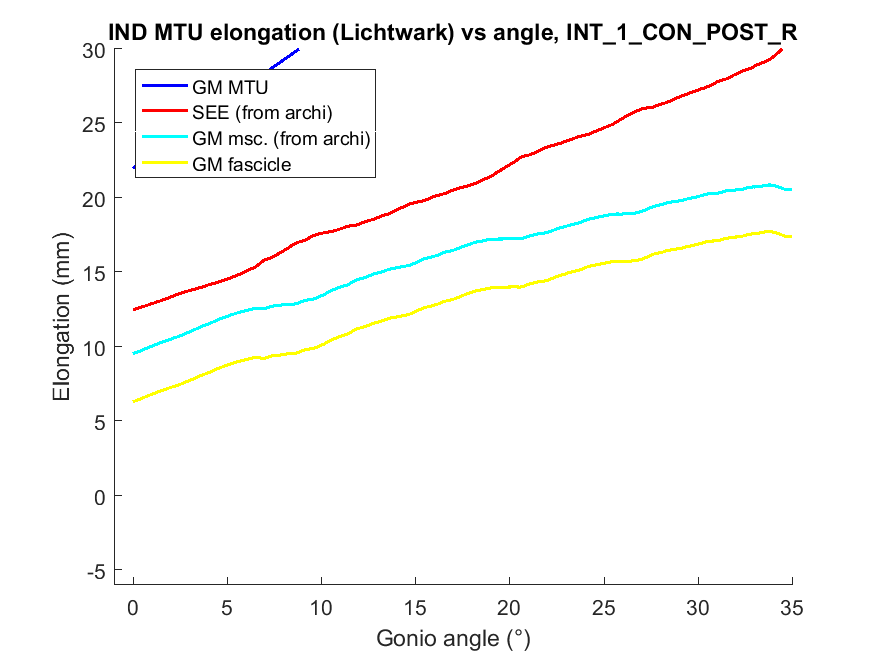 IND MTU elongation (Lichtwark) vs angle, INT_1_CON_POST_R
30
25
20
15
10
5
0
-5
Elongation (mm)
GM MTU
SEE (from archi)
GM msc. (from archi)
GM fascicle
0 5 10 15 20 25 30 35
Gonio angle (°)